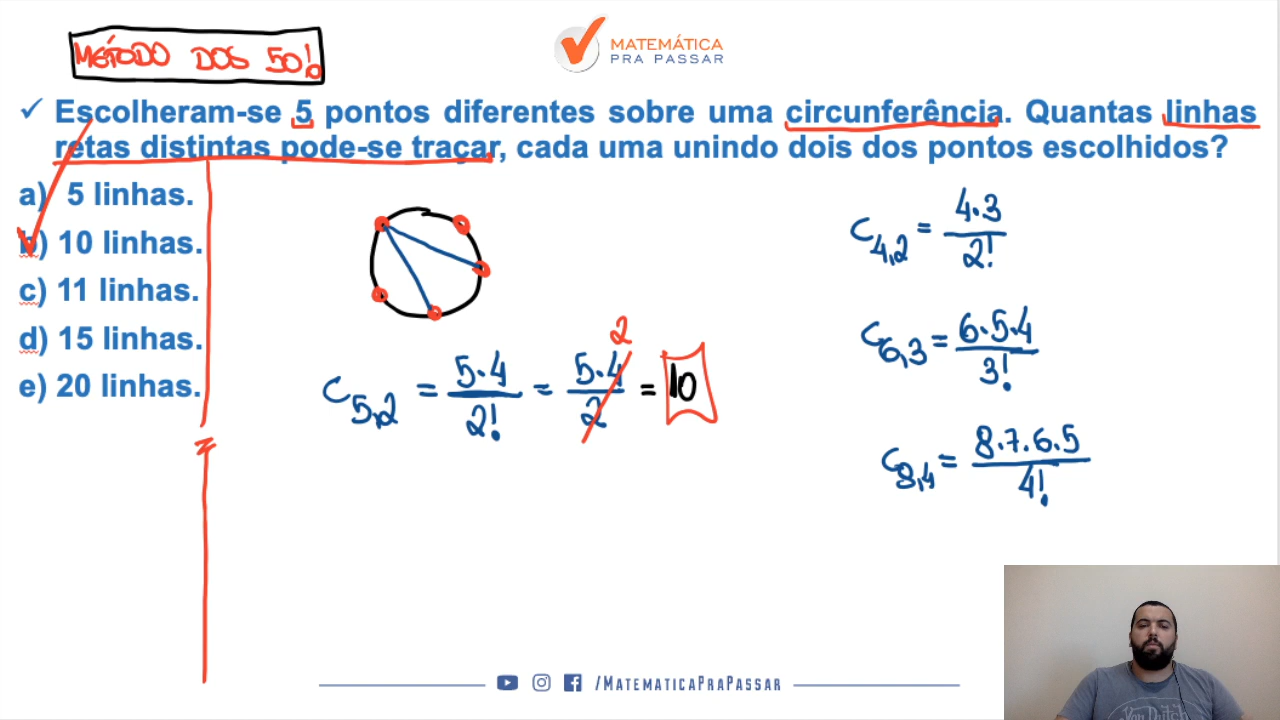 MÉTODO DOS 50!
MATEMÁTICA
PRA PASSAR
✓ Escolheram-se 5 pontos diferentes sobre uma circunferência. Quantas linhas
retas distintas pode-se traçar, cada uma unindo dois dos pontos escolhidos?
a) 5 linhas.
b) 10 linhas.
c) 11 linhas.
d) 15 linhas.
e) 20 linhas.
C5,2 = 5.4/2! = 5.4/2 = 10
2
C4,2 = 4.3/2!
C6,3 = 6.5.4/3!
C8,4 = 8.7.6.5/4!
/MatematicaPraPassar